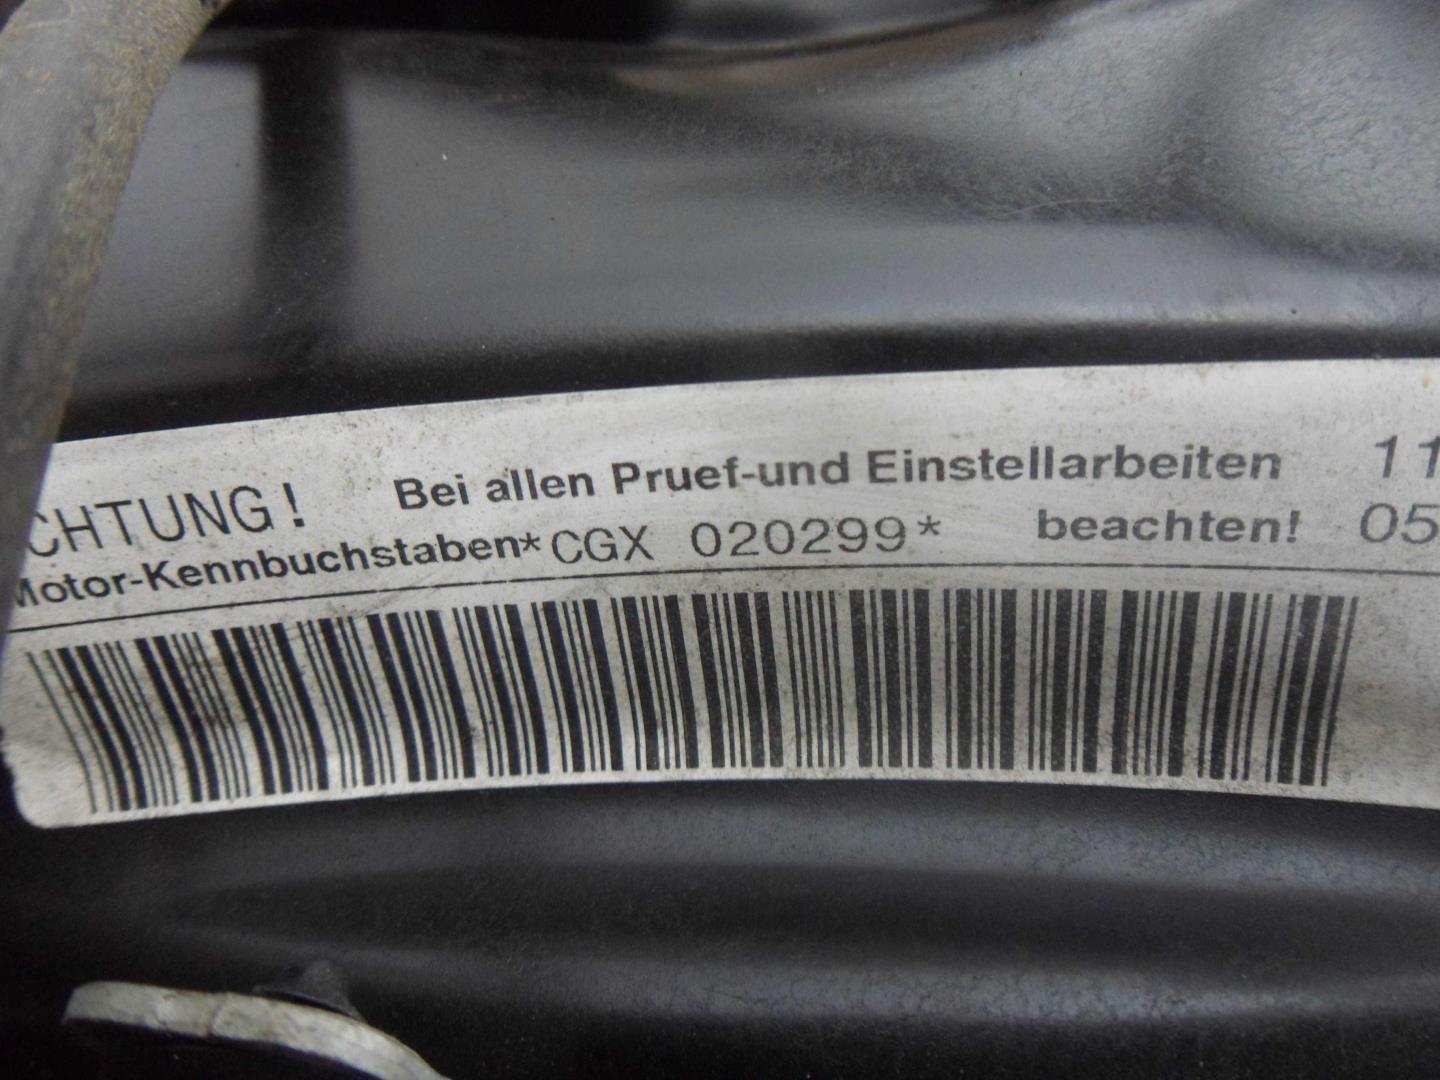 CHTUNG! Bei allen Pruef-und Einstellarbeiten 11
Motor-Kennbuchstaben*CGX 020299* beachten! 05